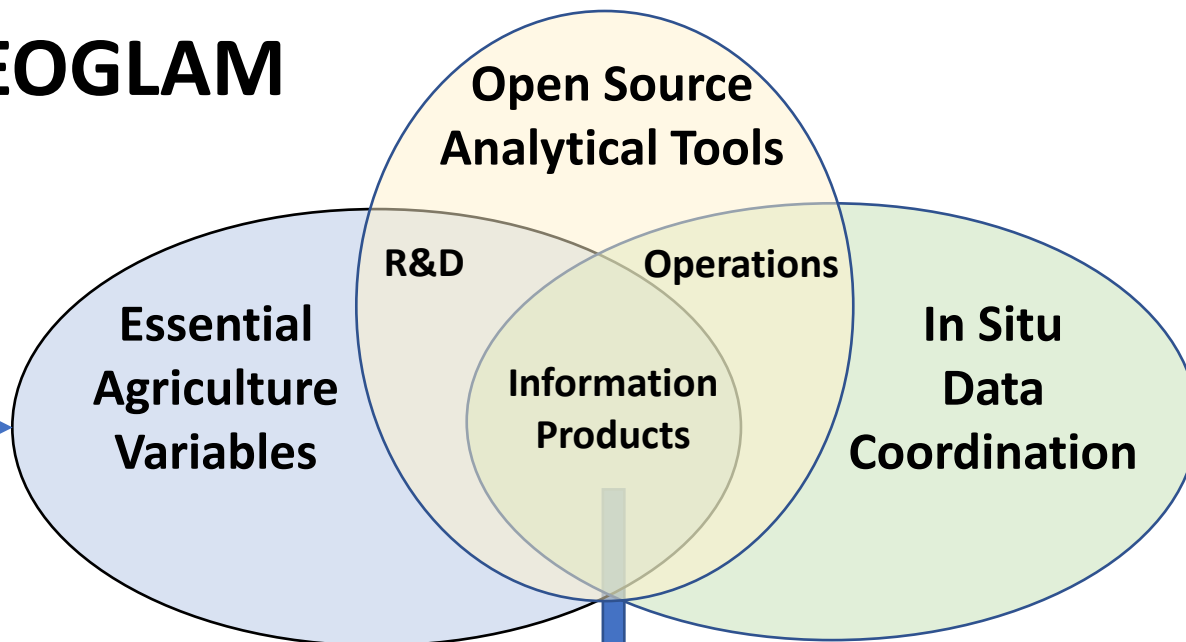 EOGLAM
Open Source
Analytical Tools
R&D
Operations
Essential
Agriculture
Variables
In Situ
Data
Coordination
Information
Products